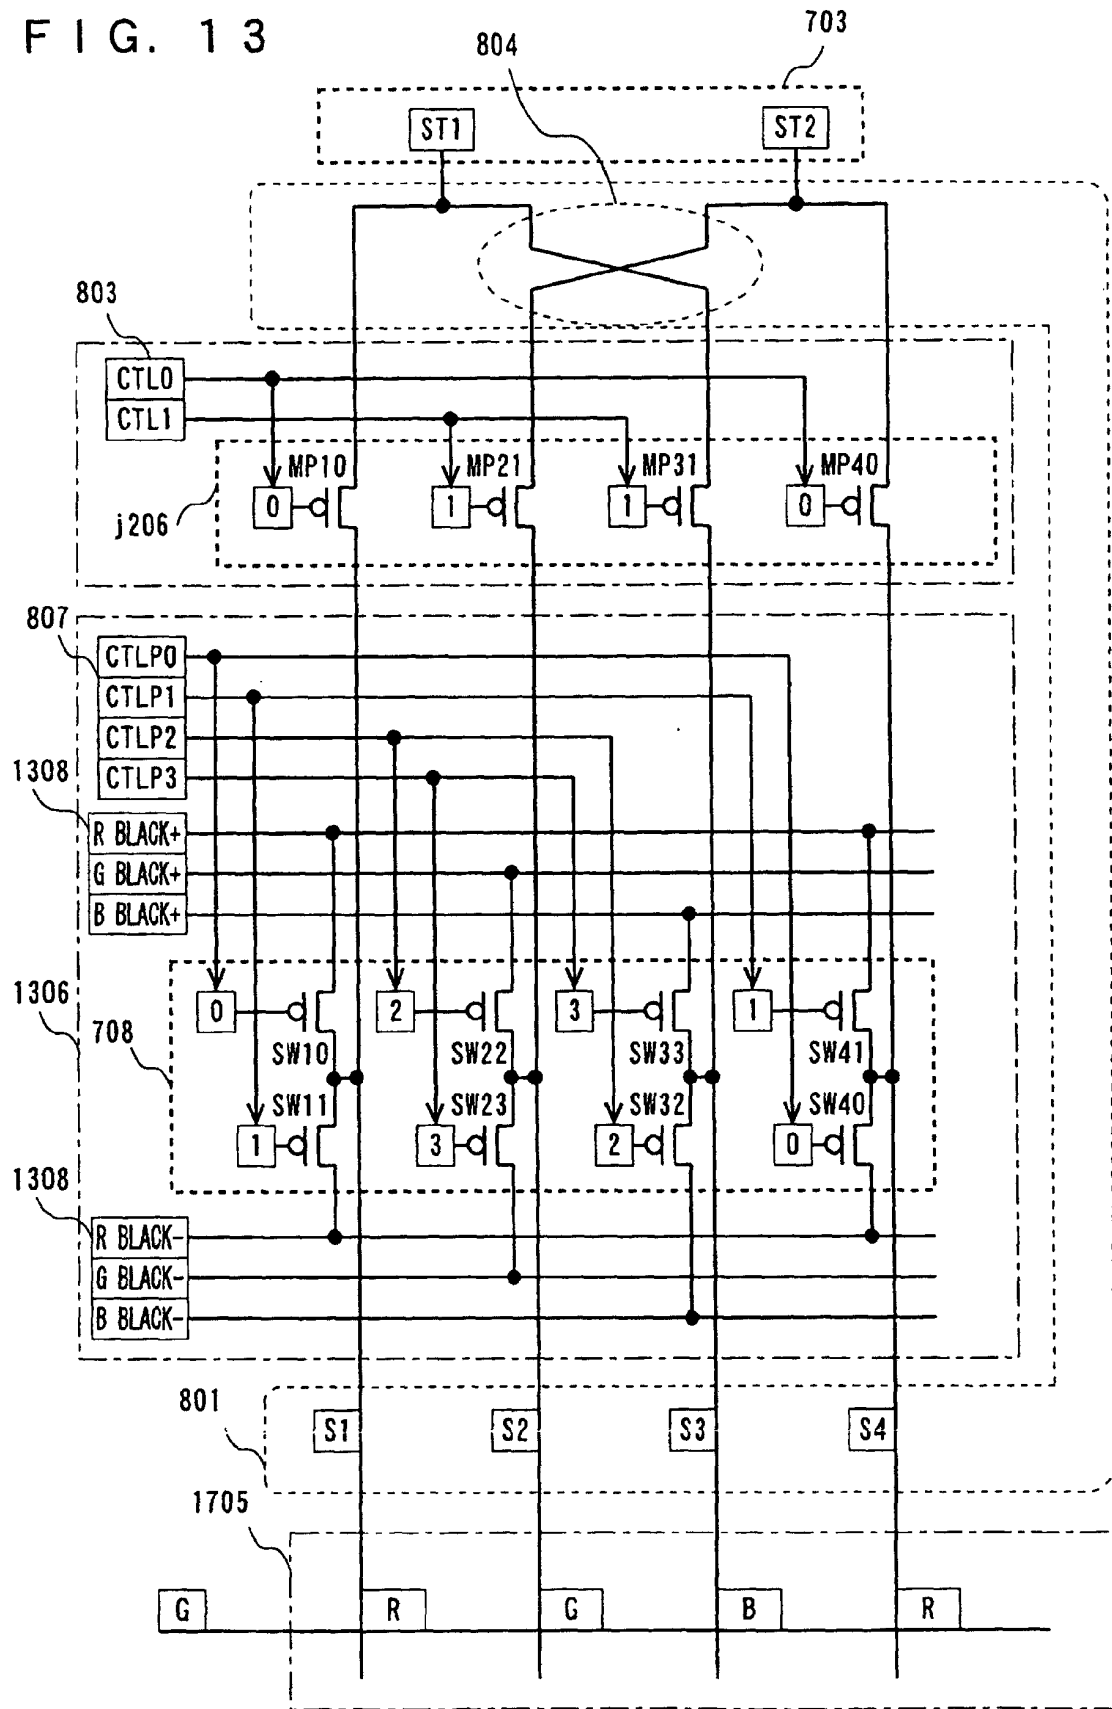 FIG. 13
703
804
ST1
ST2
803
CTL0
CTL1
MP10
MP21
MP31
MP40
0
1
1
0
j206
807
CTLP0
CTLP1
CTLP2
CTLP3
1308
R BLACK+
G BLACK+
B BLACK+
1306
708
0
2
3
1
SW10
SW22
SW33
SW41
SW11
SW23
SW32
SW40
1
3
2
0
1308
R BLACK-
G BLACK-
B BLACK-
801
S1
S2
S3
S4
1705
G
R
G
B
R